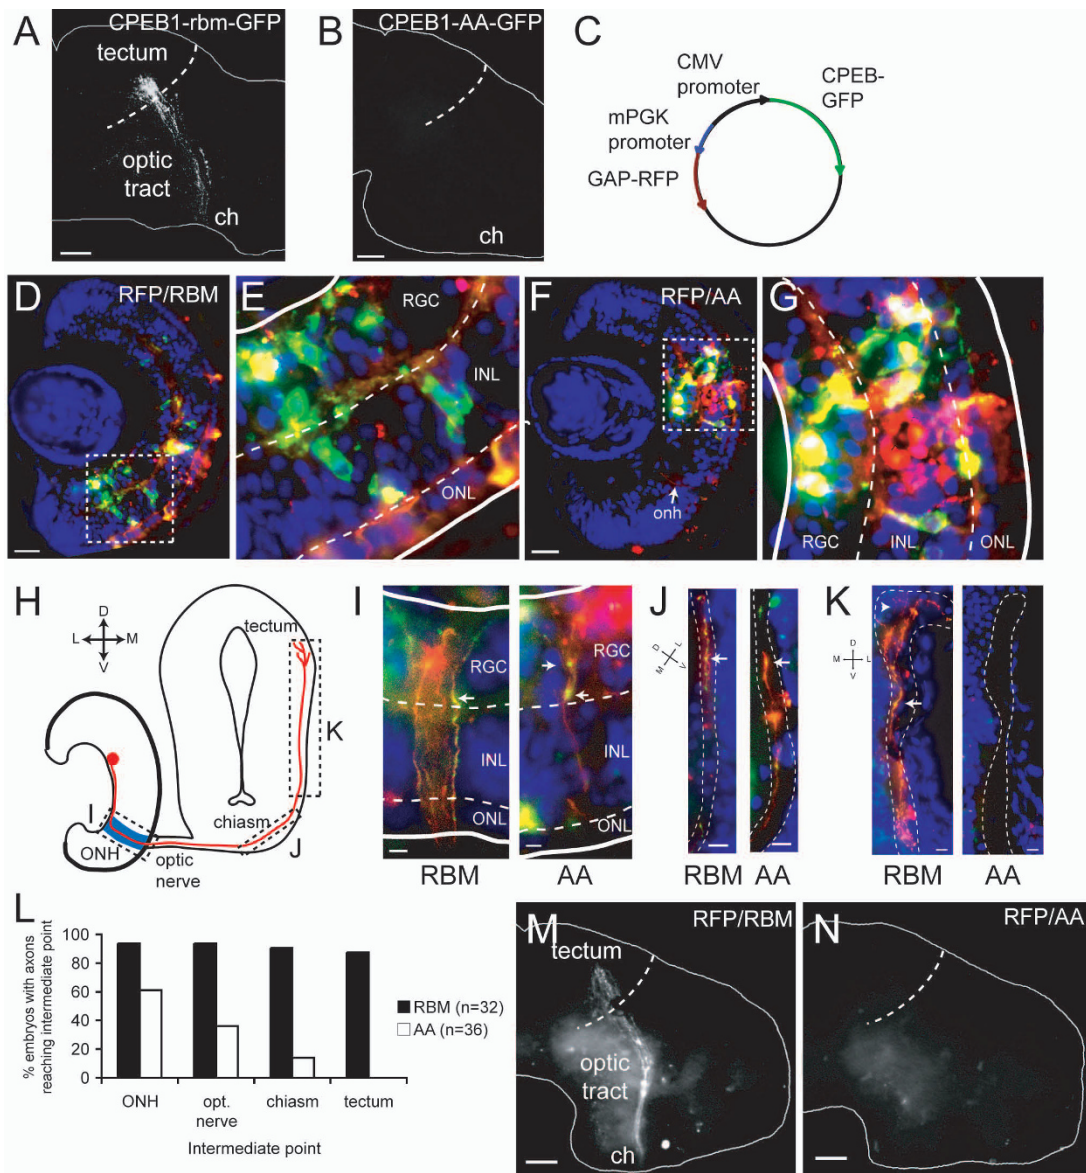 A
CPEB1-rbm-GFP
tectum
optic
tract
ch
B
CPEB1-AA-GFP
ch
C
CMV
promoter
CPEB-
GFP
mPGK
promoter
GAP-RFP
D
RFP/RBM
E
RGC
INL
ONL
F
RFP/AA
onh
G
RGC
INL
ONL
H
D
L
M
V
tectum
K
chiasm
J
I
ONH
optic
nerve
I
RGC
INL
ONL
RBM
RGC
INL
ONL
AA
J
D
L
M
V
RBM
AA
K
D
M
L
V
RBM
AA
L
% embryos with axons
reaching intermediate point
100
80
60
40
20
0
ONH
opt.
nerve
chiasm
tectum
Intermediate point
RBM (n=32)
AA (n=36)
M
RFP/RBM
tectum
optic
tract
ch
N
RFP/AA